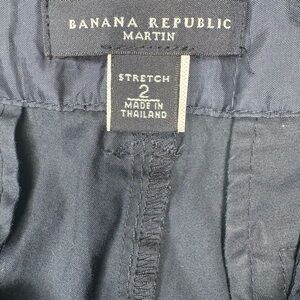 BANANA REPUBLIC
MARTIN
STRETCH
2
MADE IN
THAILAND